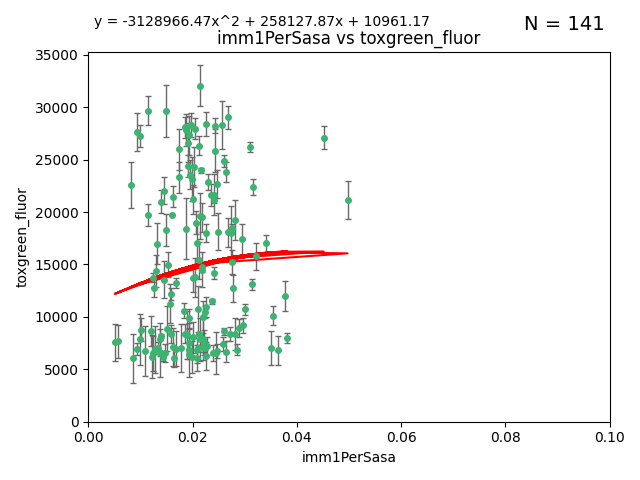 y = -3128966.47x^2 + 258127.87x + 10961.17
N = 141
imm1PerSasa vs toxgreen_fluor
35000
30000
25000
20000
15000
10000
5000
0
toxgreen_fluor
0.00 0.02 0.04 0.06 0.08 0.10
imm1PerSasa